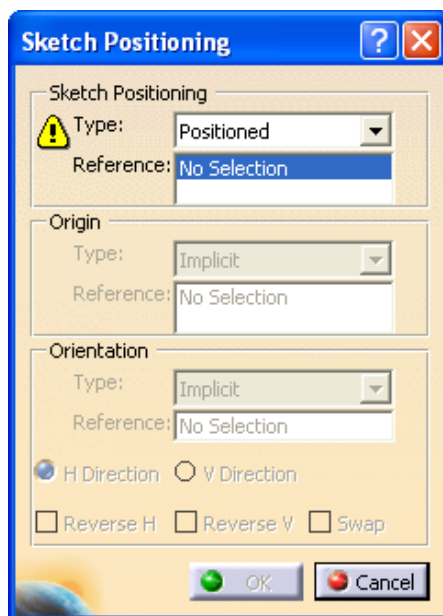 Sketch Positioning
Sketch Positioning
Type: Positioned
Reference: No Selection
Origin
Type: Implicit
Reference: No Selection
Orientation
Type: Implicit
Reference: No Selection
H Direction V Direction
Reverse H Reverse V Swap
OK Cancel